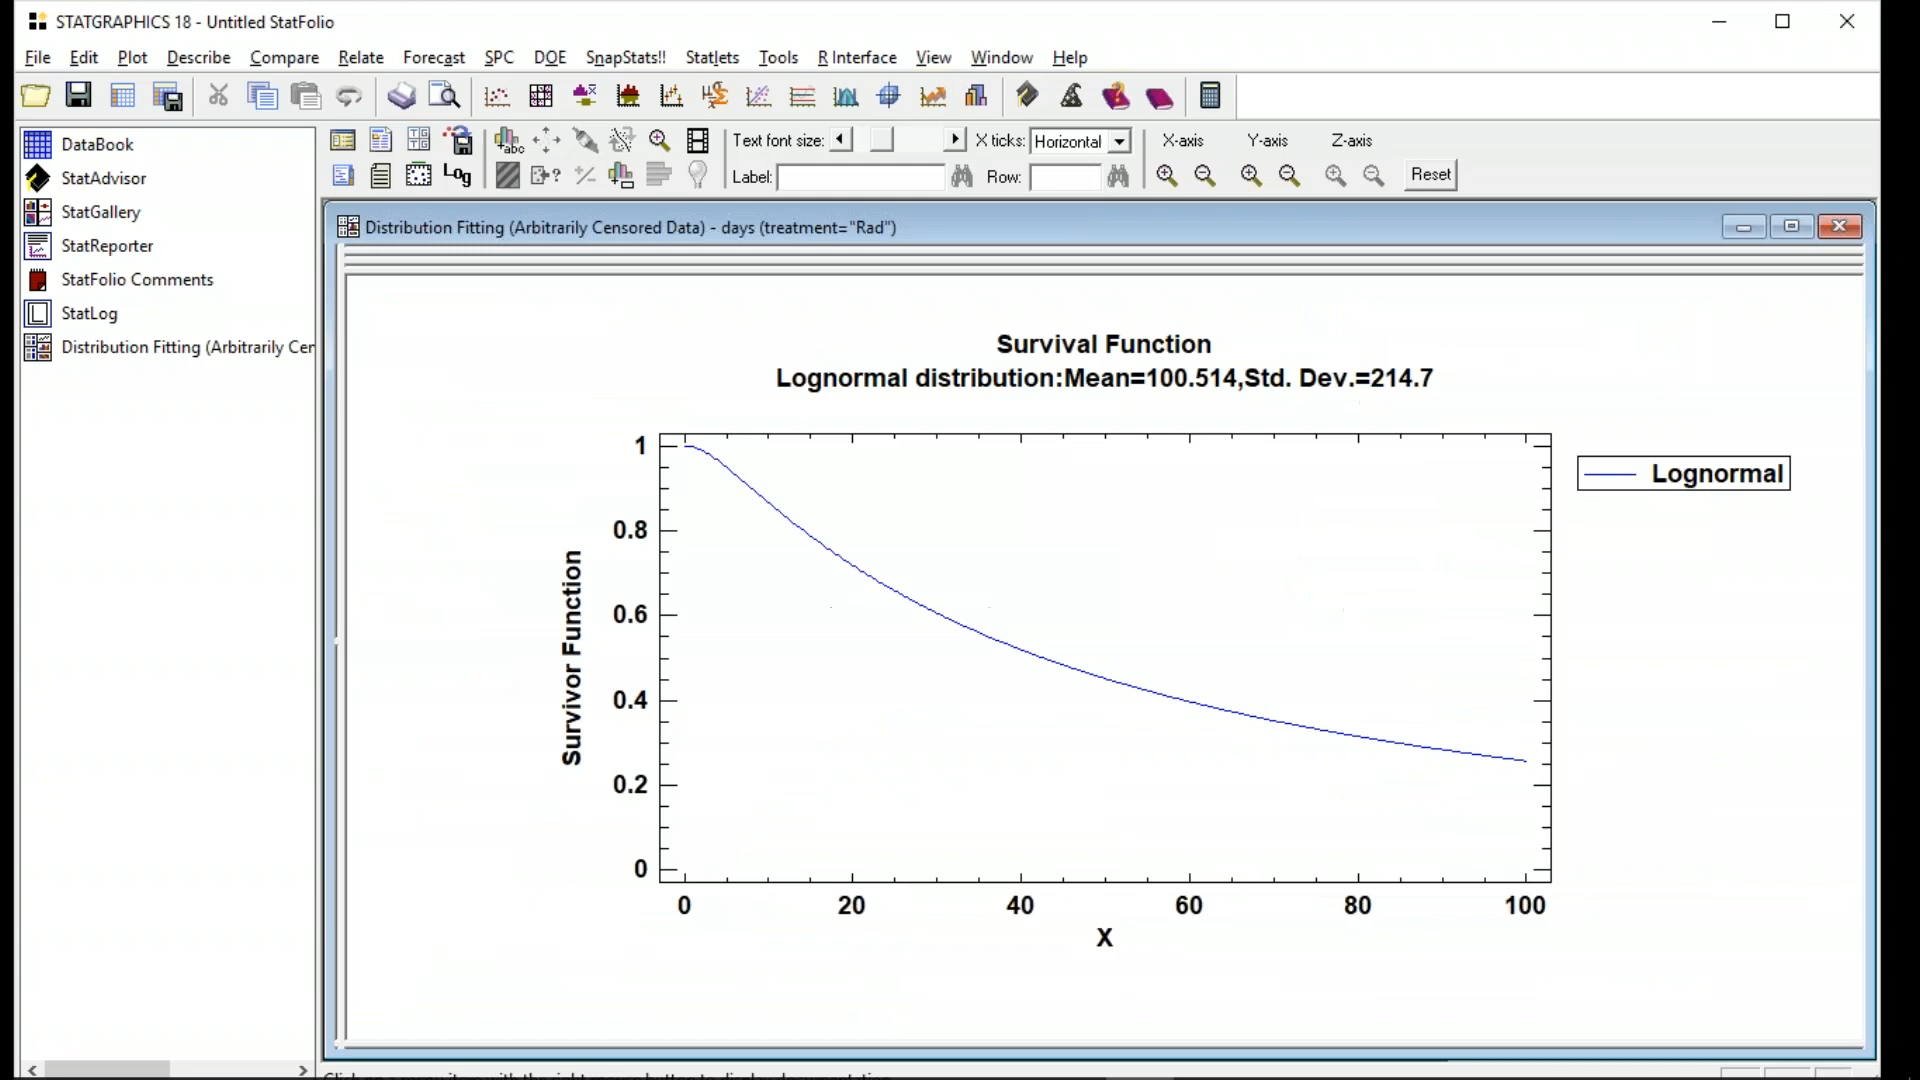 STATGRAPHICS 18 - Untitled StatFolio
File Edit Plot Describe Compare Relate Forecast SPC DOE SnapStats!! Statlets Tools R Interface View Window Help
Text font size: X ticks: Horizontal X-axis Y-axis Z-axis
Log Label: Row: Reset
DataBook
StatAdvisor
StatGallery
StatReporter
StatFolio Comments
StatLog
Distribution Fitting (Arbitrarily Cer
Distribution Fitting (Arbitrarily Censored Data) - days (treatment="Rad")
Survival Function
Lognormal distribution:Mean=100.514,Std. Dev.=214.7
Lognormal
Survivor Function
1
0.8
0.6
0.4
0.2
0
0 20 40 60 80 100
X